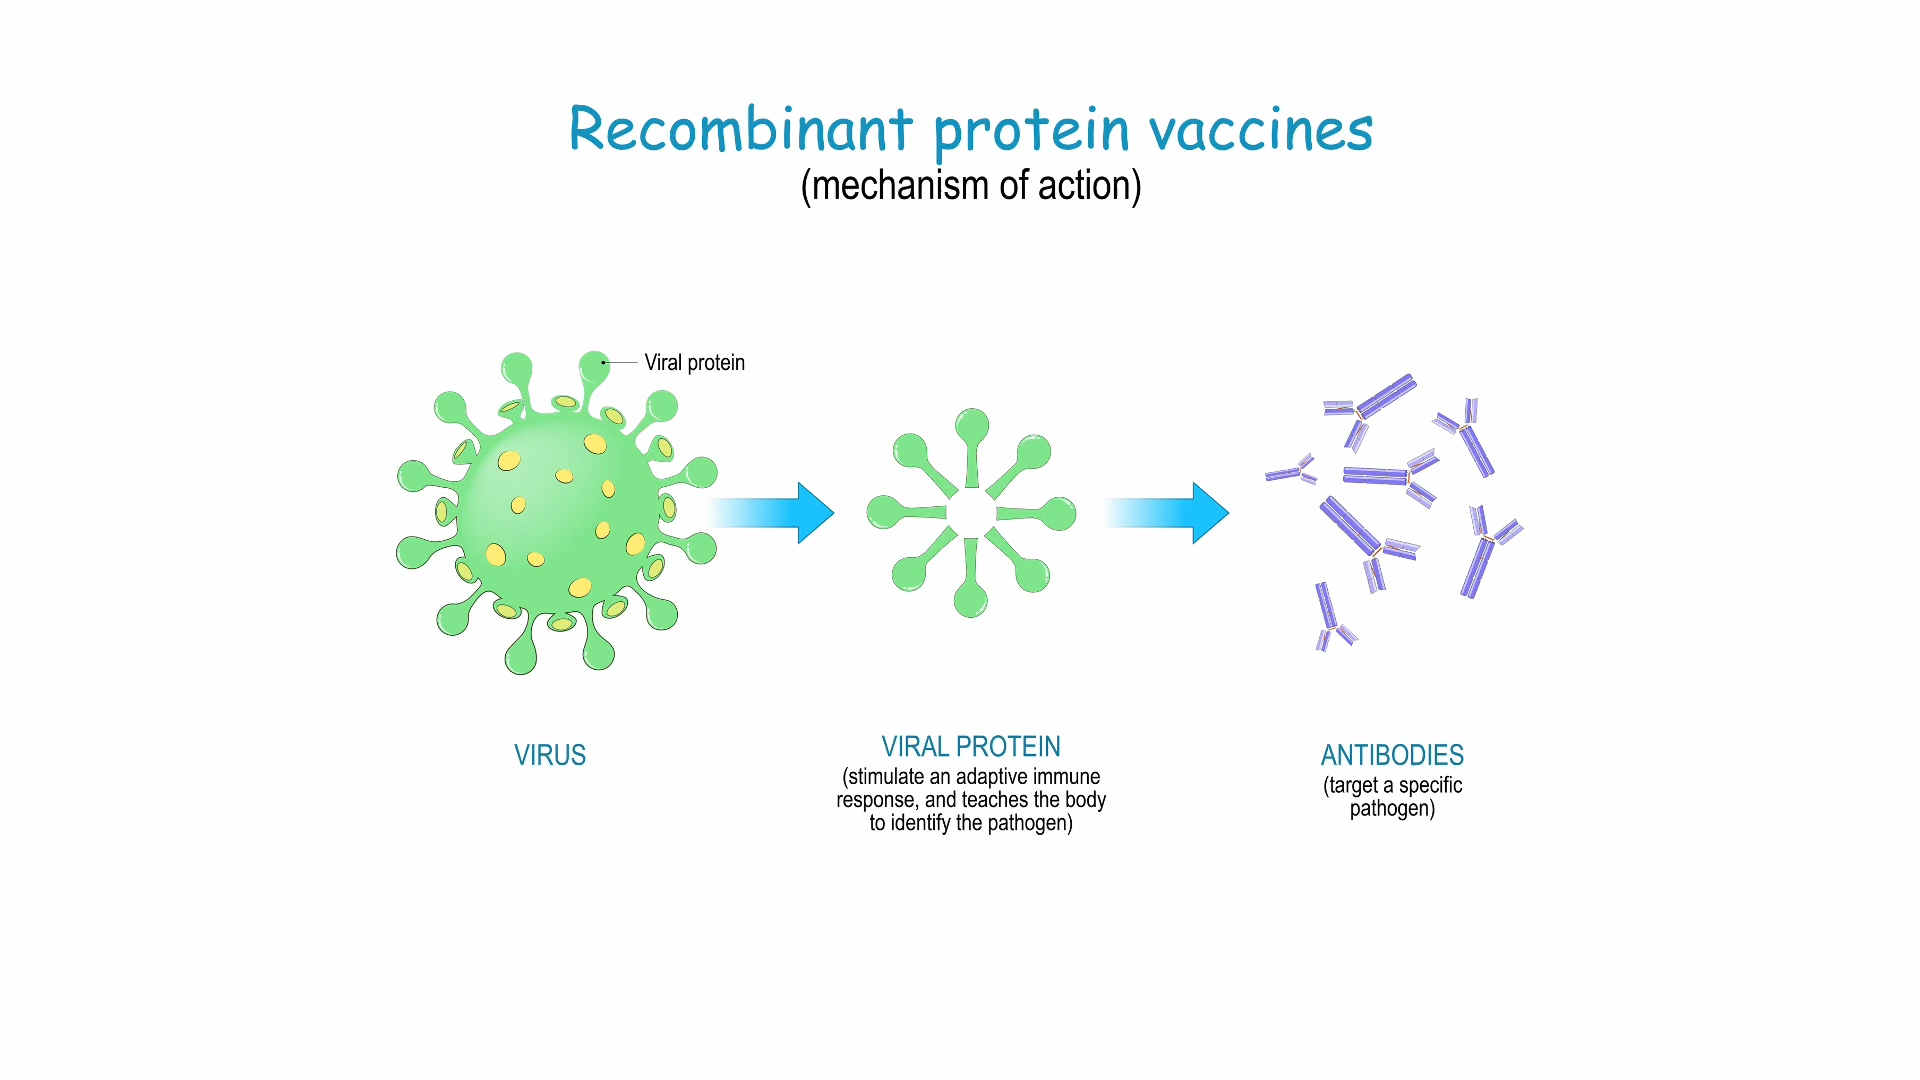 Recombinant protein vaccines
(mechanism of action)
Viral protein
VIRUS
VIRAL PROTEIN
(stimulate an adaptive immune
response, and teaches the body
to identify the pathogen)
ANTIBODIES
(target a specific
pathogen)